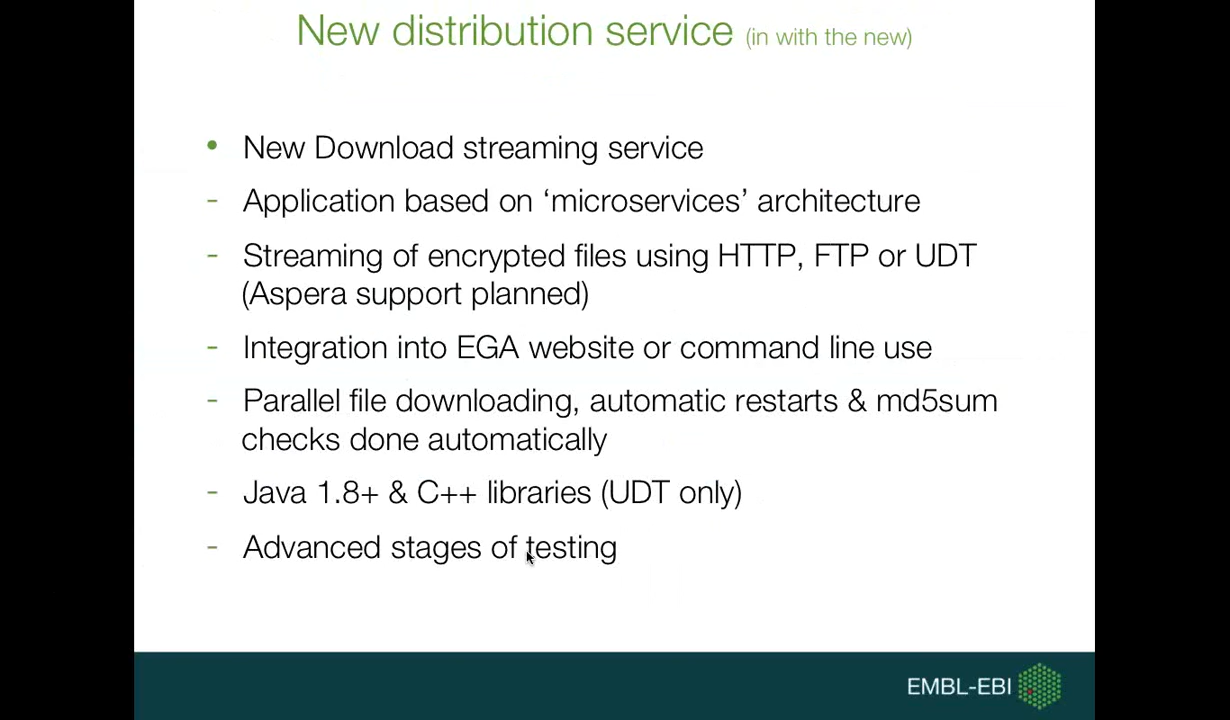 New distribution service (in with the new)
• New Download streaming service
- Application based on ‘microservices’ architecture
- Streaming of encrypted files using HTTP, FTP or UDT
(Aspera support planned)
- Integration into EGA website or command line use
- Parallel file downloading, automatic restarts & md5sum
checks done automatically
- Java 1.8+ & C++ libraries (UDT only)
- Advanced stages of testing
EMBL-EBI